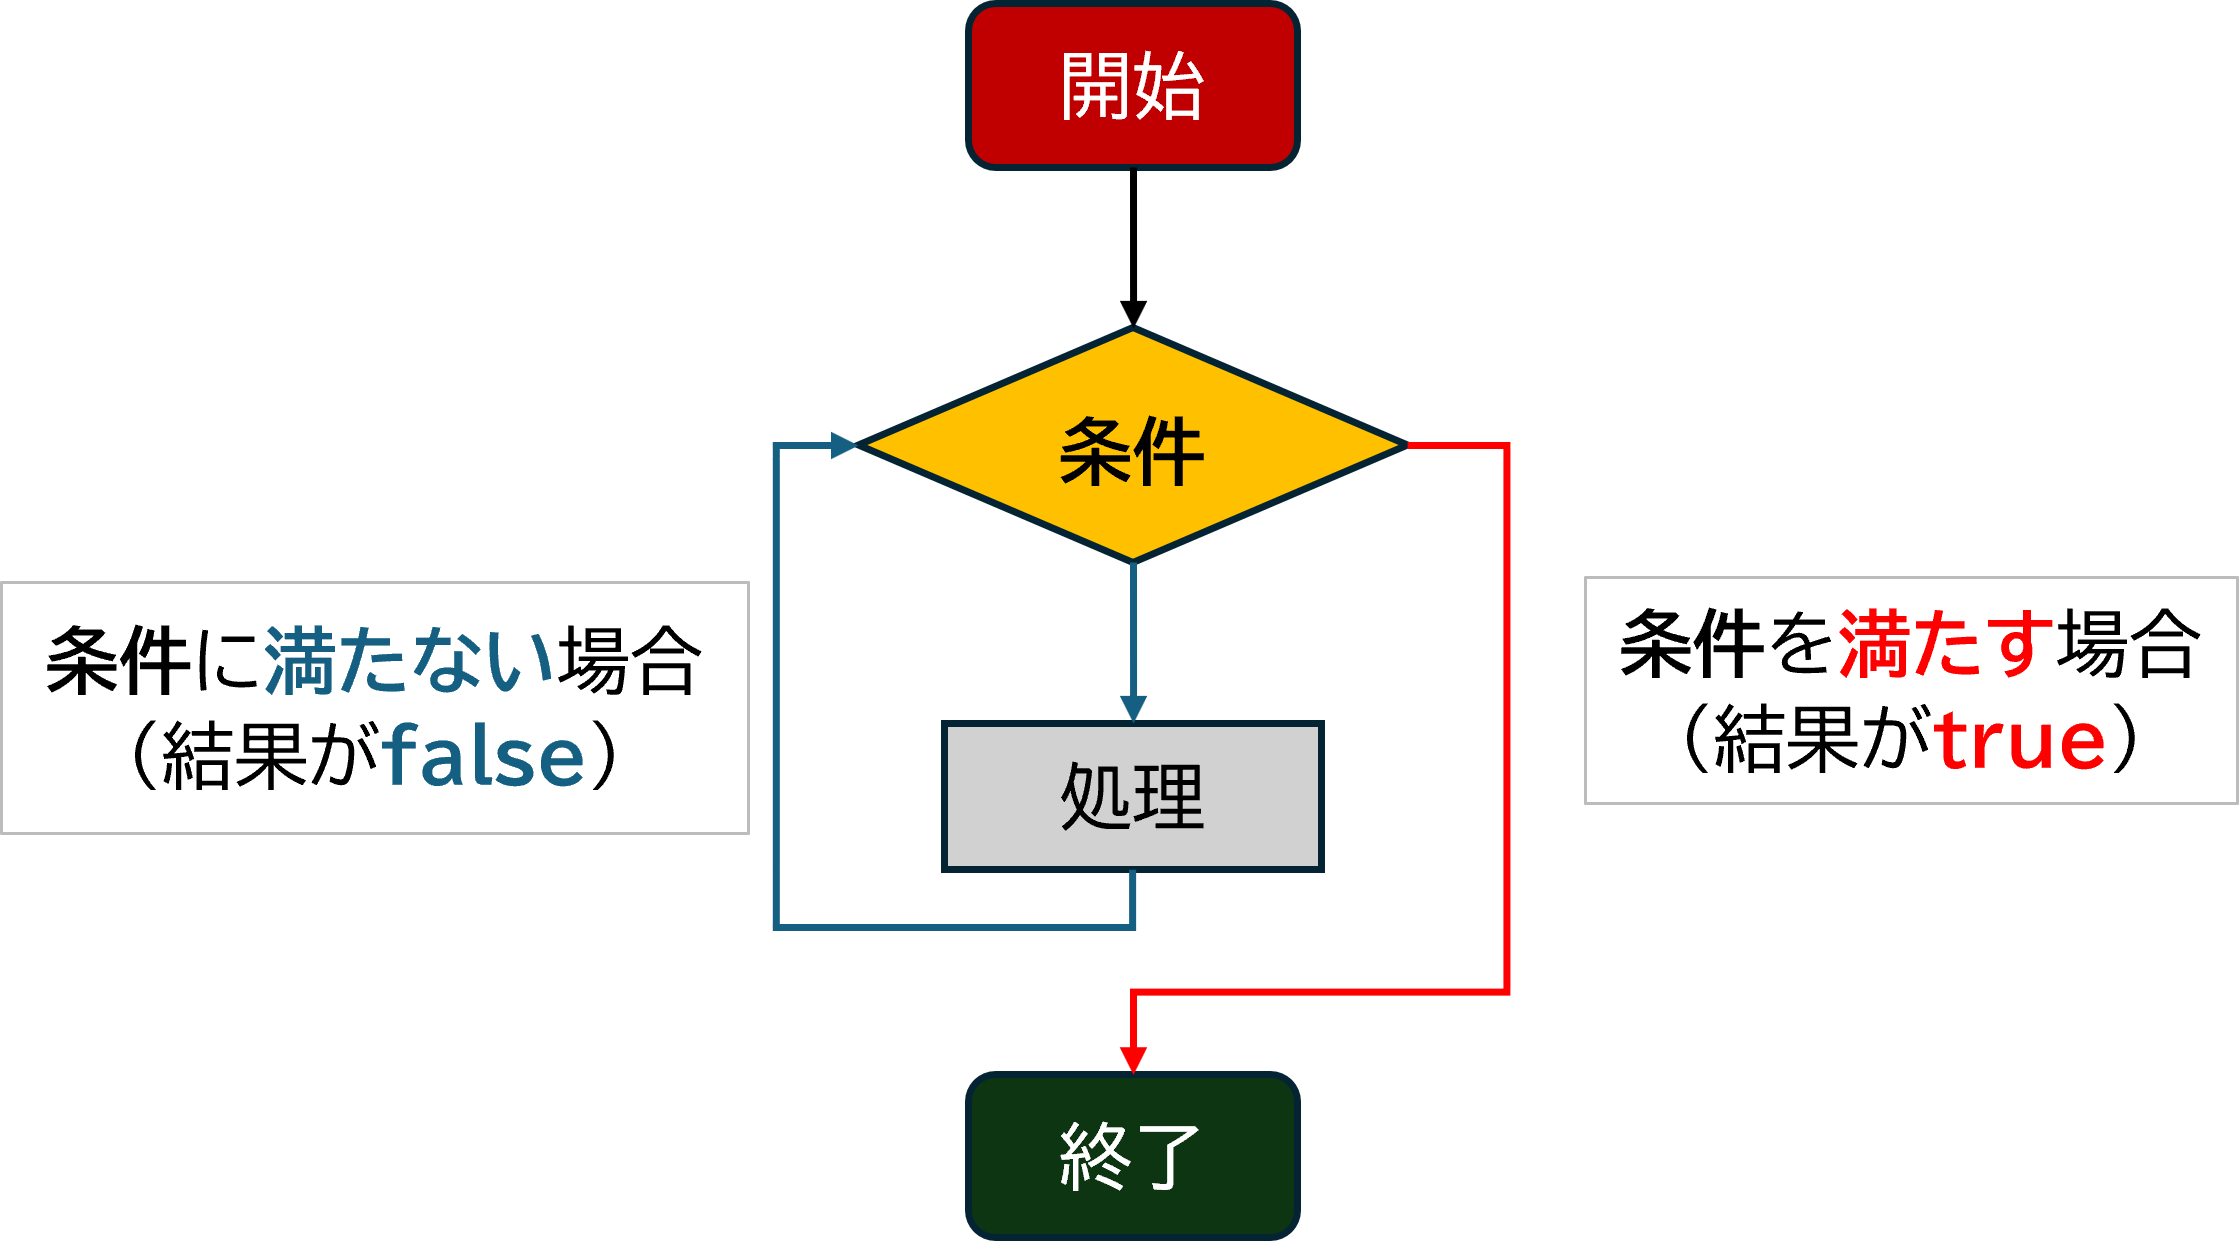 開始
条件
条件に満たない場合
（結果がfalse）
条件を満たす場合
（結果がtrue）
処理
終了